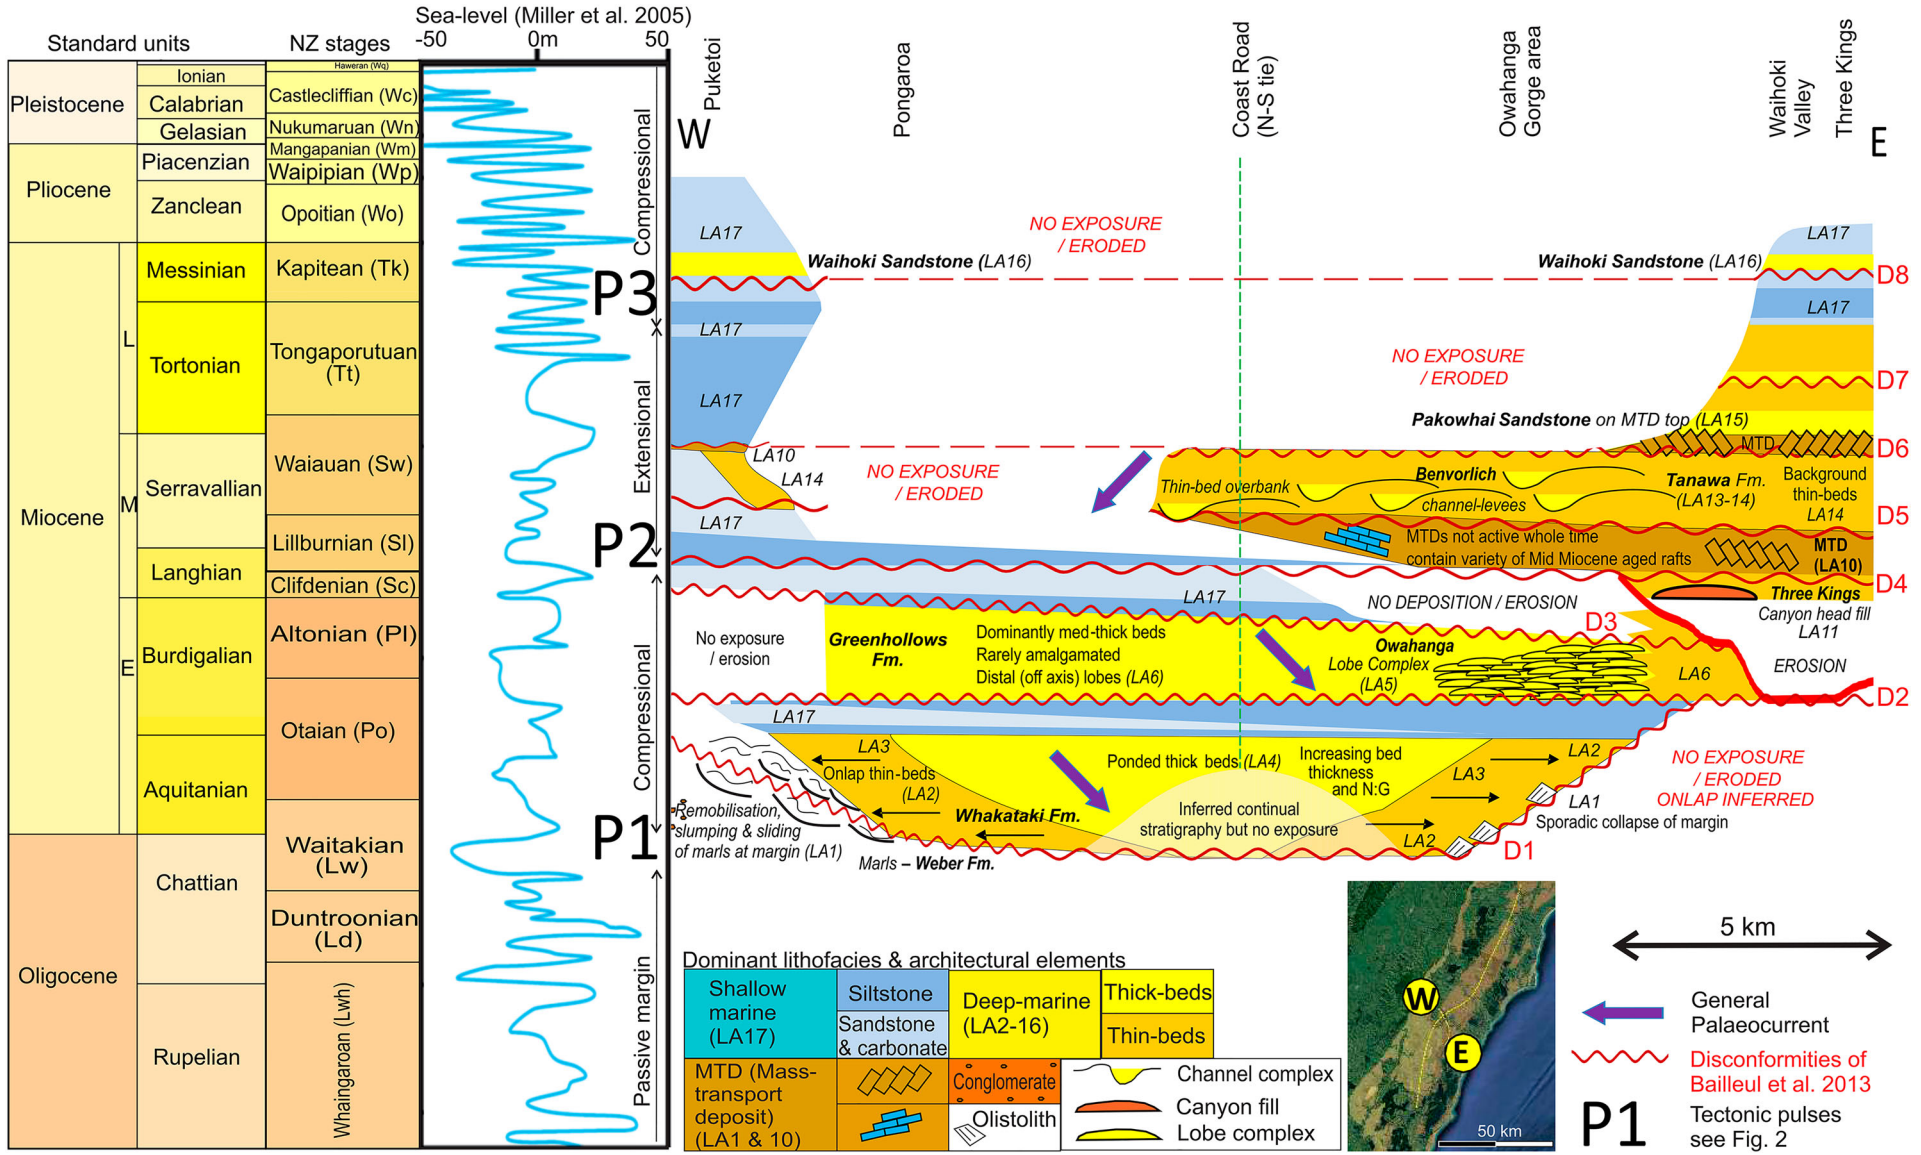 Sea-level (Miller et al. 2005)
Standard units
NZ stages
-50
0m
50
Pleistocene
Pliocene
Miocene
Oligocene
L
M
E
Ionian
Calabrian
Gelasian
Piacenzian
Zanclean
Messinian
Tortonian
Serravallian
Langhian
Burdigalian
Aquitanian
Chattian
Rupelian
Haweran (Wq)
Castlecliffian (Wc)
Nukumaruan (Wn)
Mangapanian (Wm)
Waipipian (Wp)
Opoitian (Wo)
Kapitean (Tk)
Tongaporutuan
(Tt)
Waiauan (Sw)
Lillburnian (Sl)
Clifdenian (Sc)
Altonian (Pl)
Otaian (Po)
Waitakian
(Lw)
Duntroonian
(Ld)
Whaingaroan (Lwh)
Compressional
P3
Extensional
P2
Compressional
P1
Passive margin
Puketoi
Pongaroa
Coast Road
(N-S tie)
Owahanga
Gorge area
Waihoki
Valley
Three Kings
W
E
LA17
NO EXPOSURE
/ ERODED
Waihoki Sandstone (LA16)
Waihoki Sandstone (LA16)
LA17
D8
LA17
LA17
LA17
NO EXPOSURE
/ ERODED
D7
Pakowhai Sandstone on MTD top (LA15)
MTD
D6
LA10
LA14
NO EXPOSURE
/ ERODED
Thin-bed overbank
Benvorlich
channel-levees
Tanawa Fm.
(LA13-14)
Background
thin-beds
LA14
D5
LA17
MTDs not active whole time
contain variety of Mid Miocene aged rafts
MTD
(LA10)
D4
LA17
NO DEPOSITION / EROSION
Three Kings
Canyon head fill
LA11
D3
No exposure
/ erosion
Greenhollows
Fm.
Dominantly med-thick beds
Rarely amalgamated
Distal (off axis) lobes (LA6)
Owahanga
Lobe Complex
(LA5)
LA6
EROSION
D2
LA17
LA3
Onlap thin-beds
(LA2)
Ponded thick beds (LA4)
Increasing bed
thickness
and N:G
LA3
LA2
NO EXPOSURE
/ ERODED
ONLAP INFERRED
Remobilisation,
slumping & sliding
of marls at margin (LA1)
Whakataki Fm.
Inferred continual
stratigraphy but no exposure
LA2
LA1
Sporadic collapse of margin
D1
Marls – Weber Fm.
Dominant lithofacies & architectural elements
Shallow
marine
(LA17)
Siltstone
Sandstone
& carbonate
Deep-marine
(LA2-16)
Thick-beds
Thin-beds
MTD (Mass-
transport
deposit)
(LA1 & 10)
Conglomerate
Olistolith
Channel complex
Canyon fill
Lobe complex
W
E
50 km
5 km
General
Palaeocurrent
Disconformities of
Bailleul et al. 2013
P1
Tectonic pulses
see Fig. 2